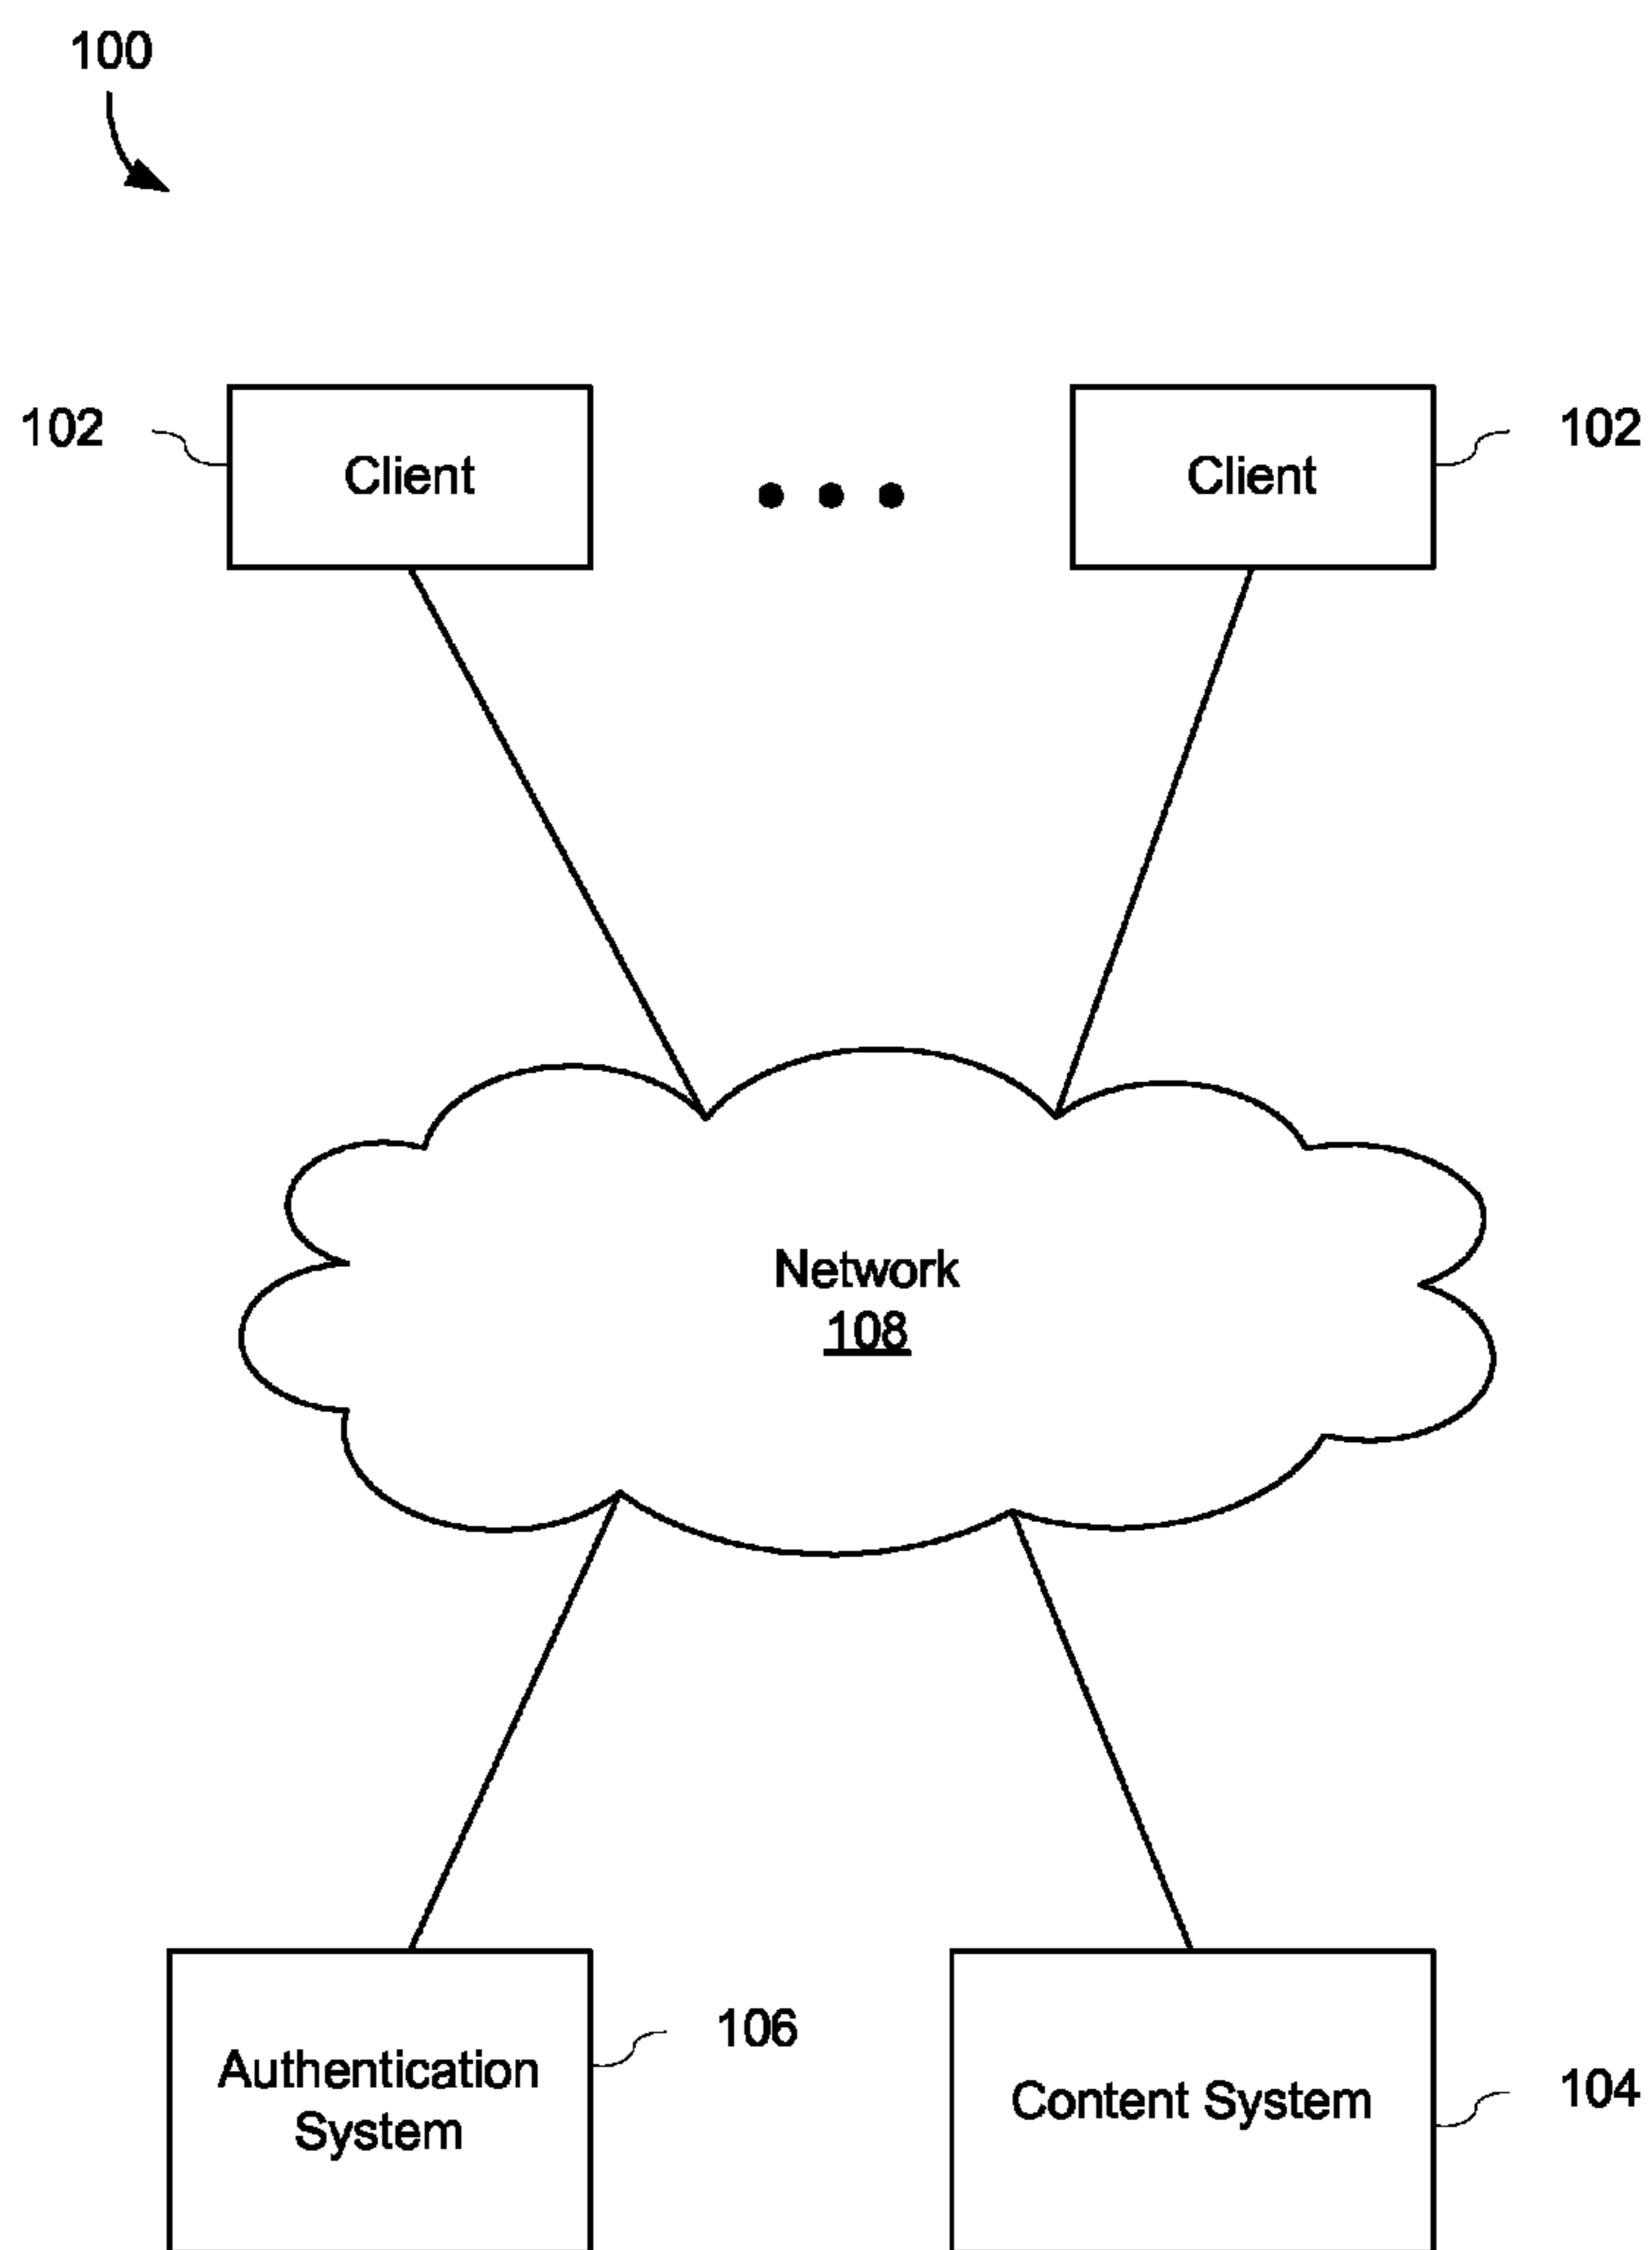 100
102
Client
Client
102
Network
108
106
Authentication
System
Content System
104